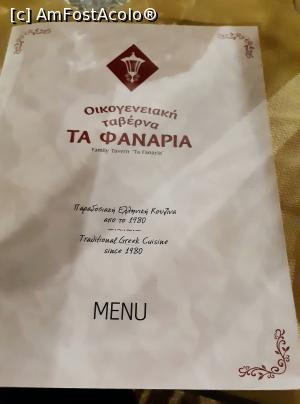 [c] AmFostAcolo®
Οικογενειακή
ταβέρνα
ΤΑ ΦΑΝΑΡΙΑ
Family Tavern "Ta Fanaria"
Παραδοσιακή Ελληνική Κουζίνα
από το 1980
Traditional Greek Cuisine
since 1980
MENU